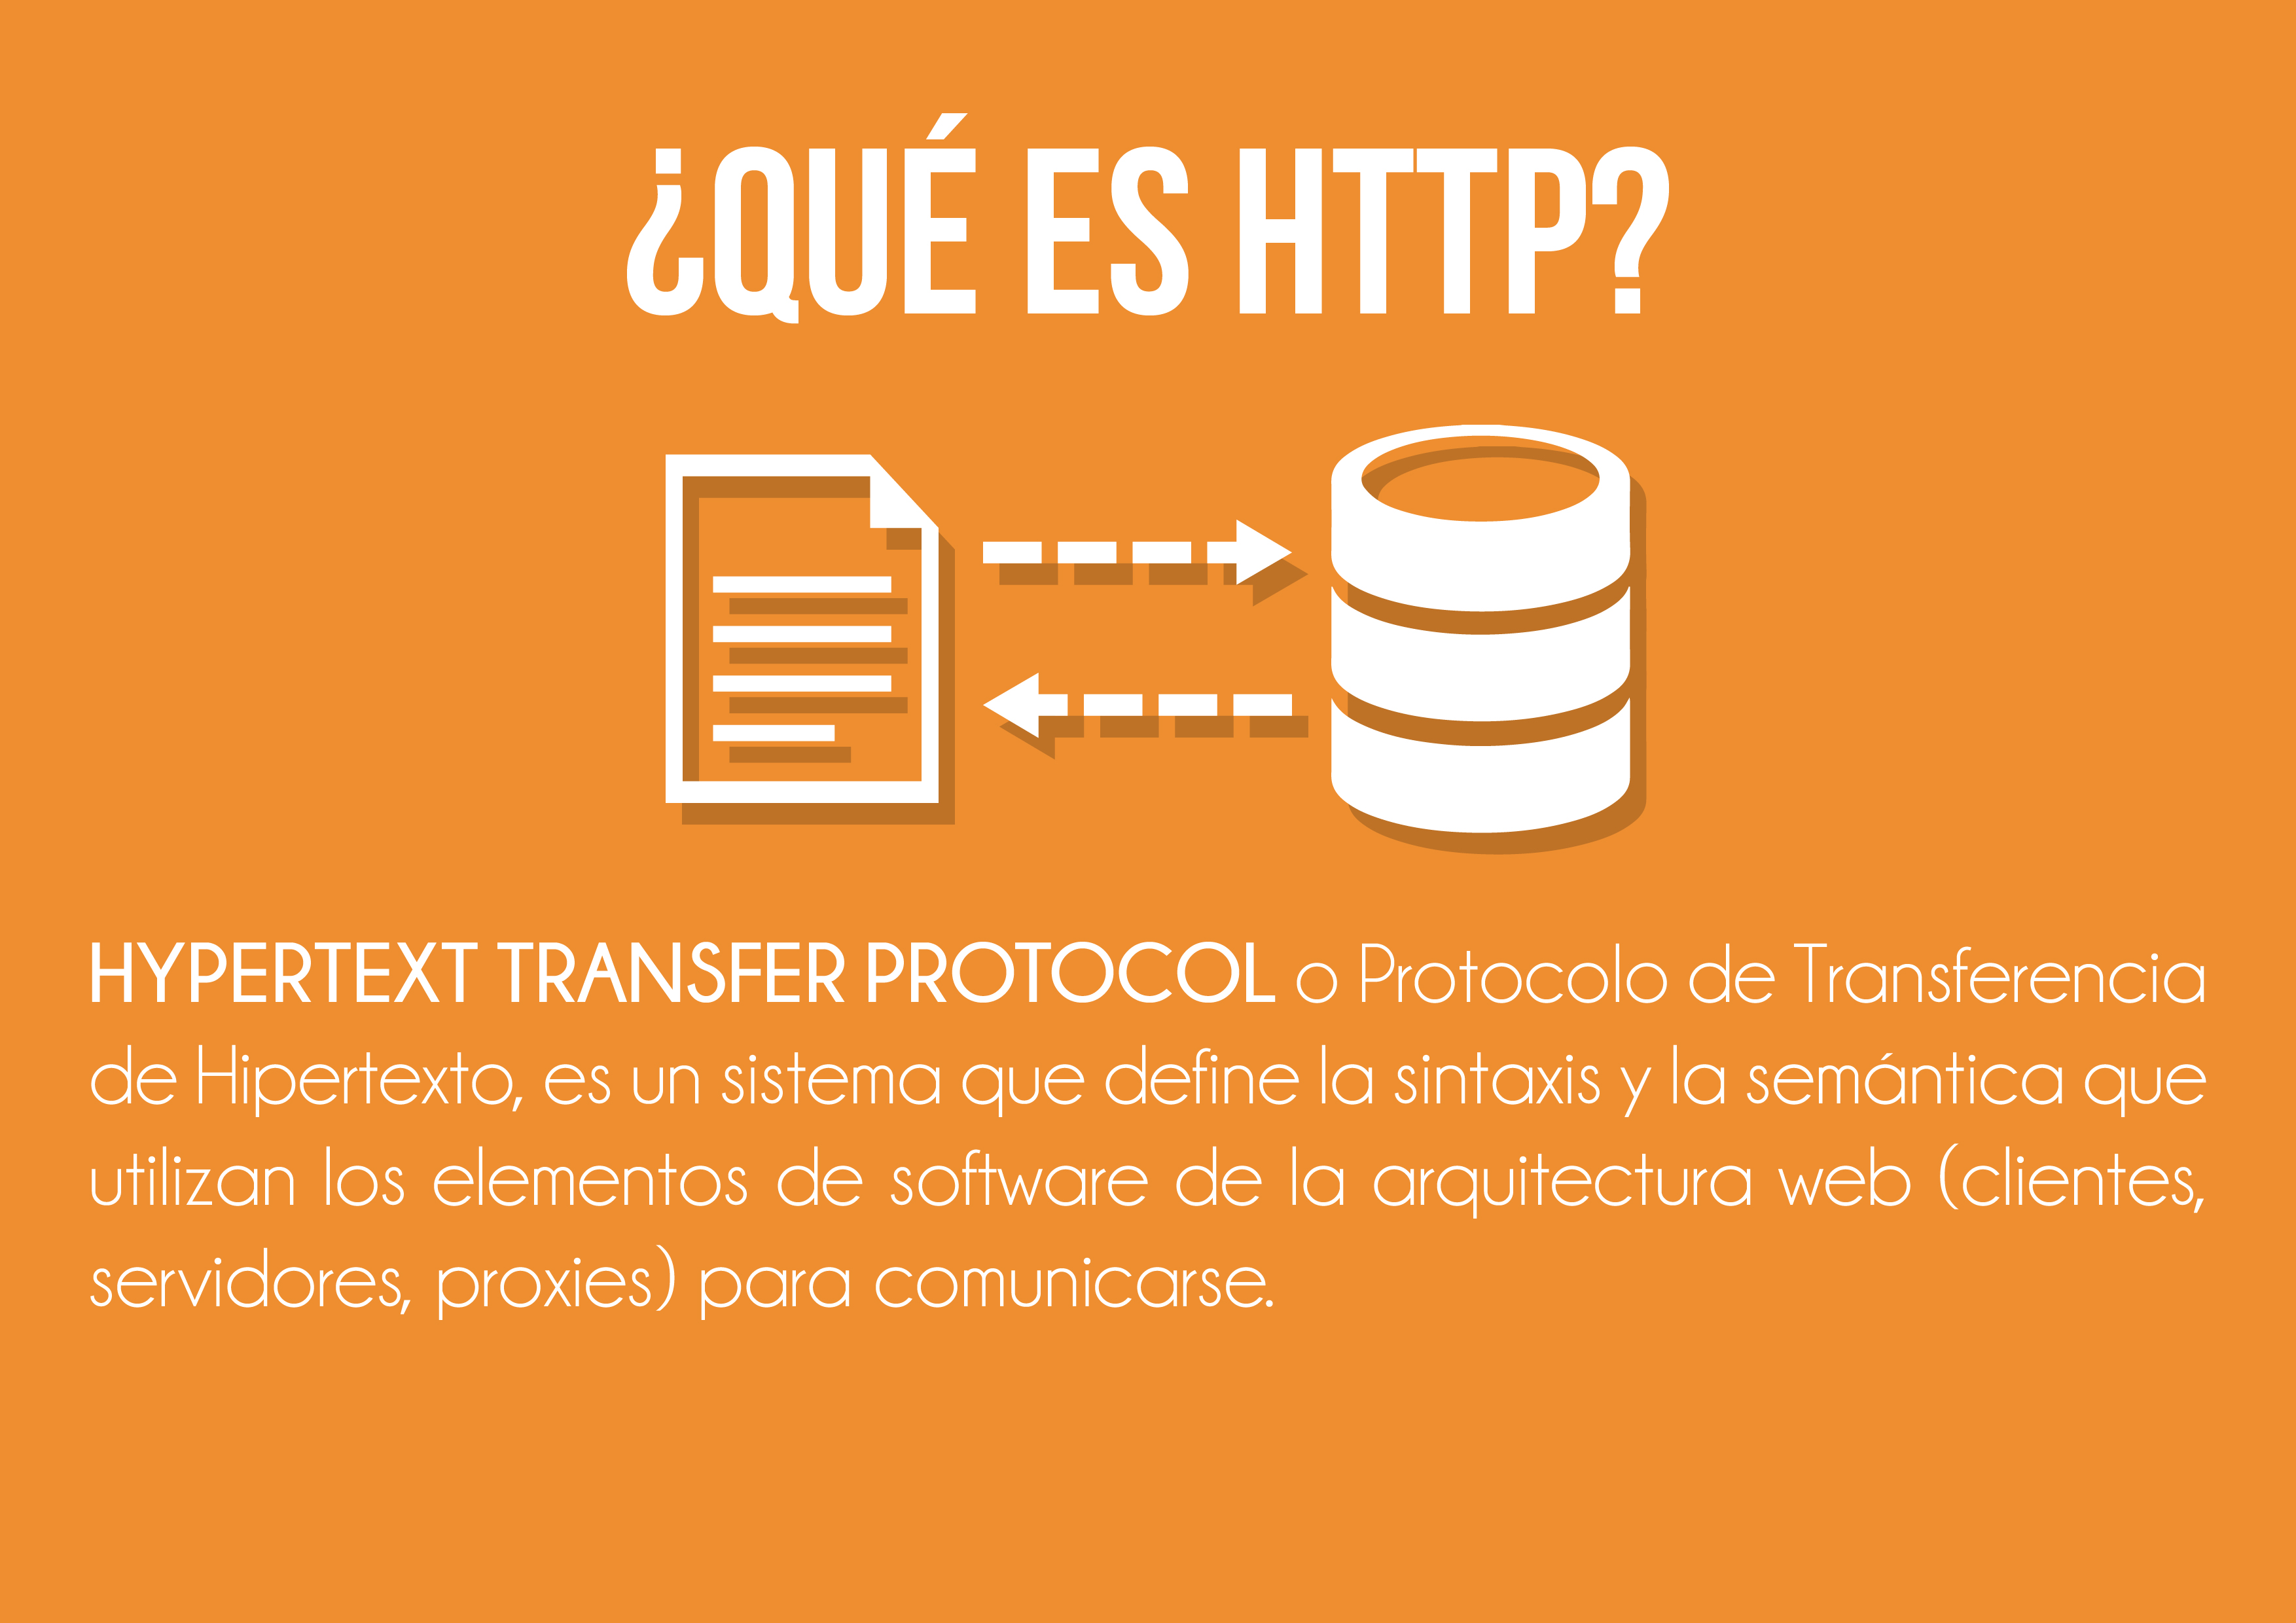 ¿QUÉ ES HTTP?
HYPERTEXT TRANSFER PROTOCOL o Protocolo de Transferencia
de Hipertexto, es un sistema que define la sintaxis y la semántica que
utilizan los elementos de software de la arquitectura web (clientes,
servidores, proxies) para comunicarse.